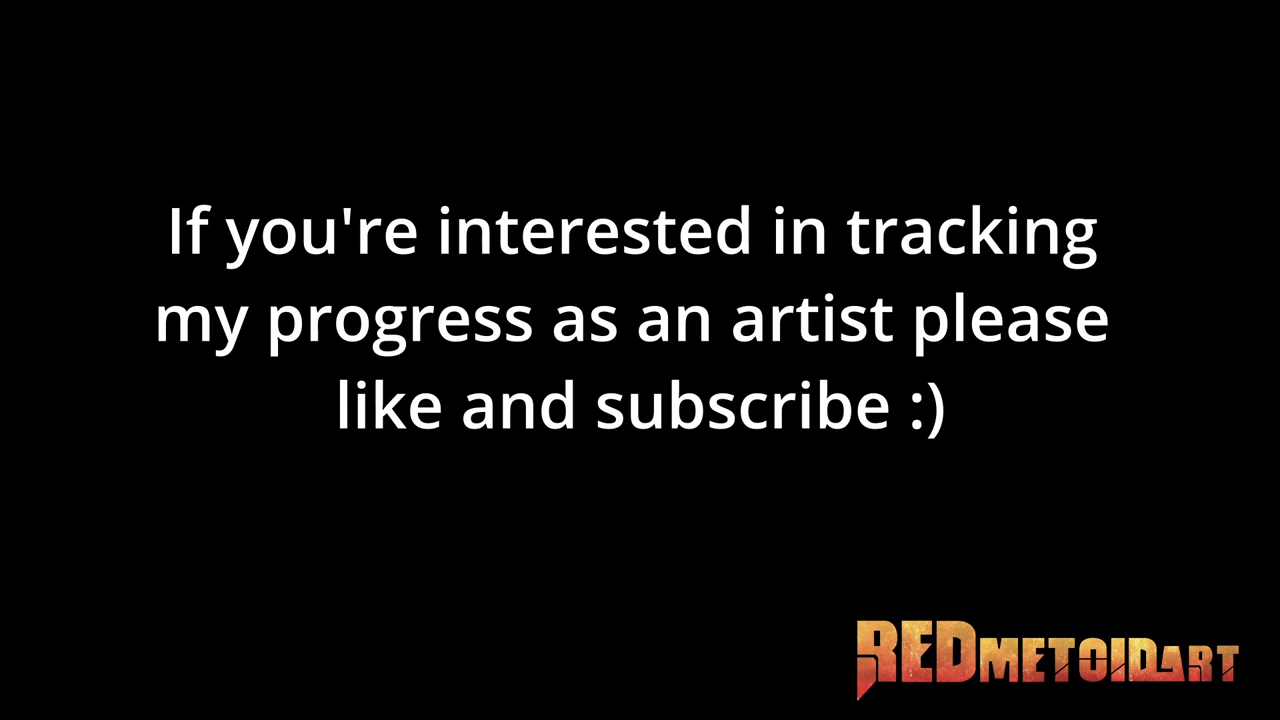 If you're interested in tracking
my progress as an artist please
like and subscribe :)
REDMETOIDART